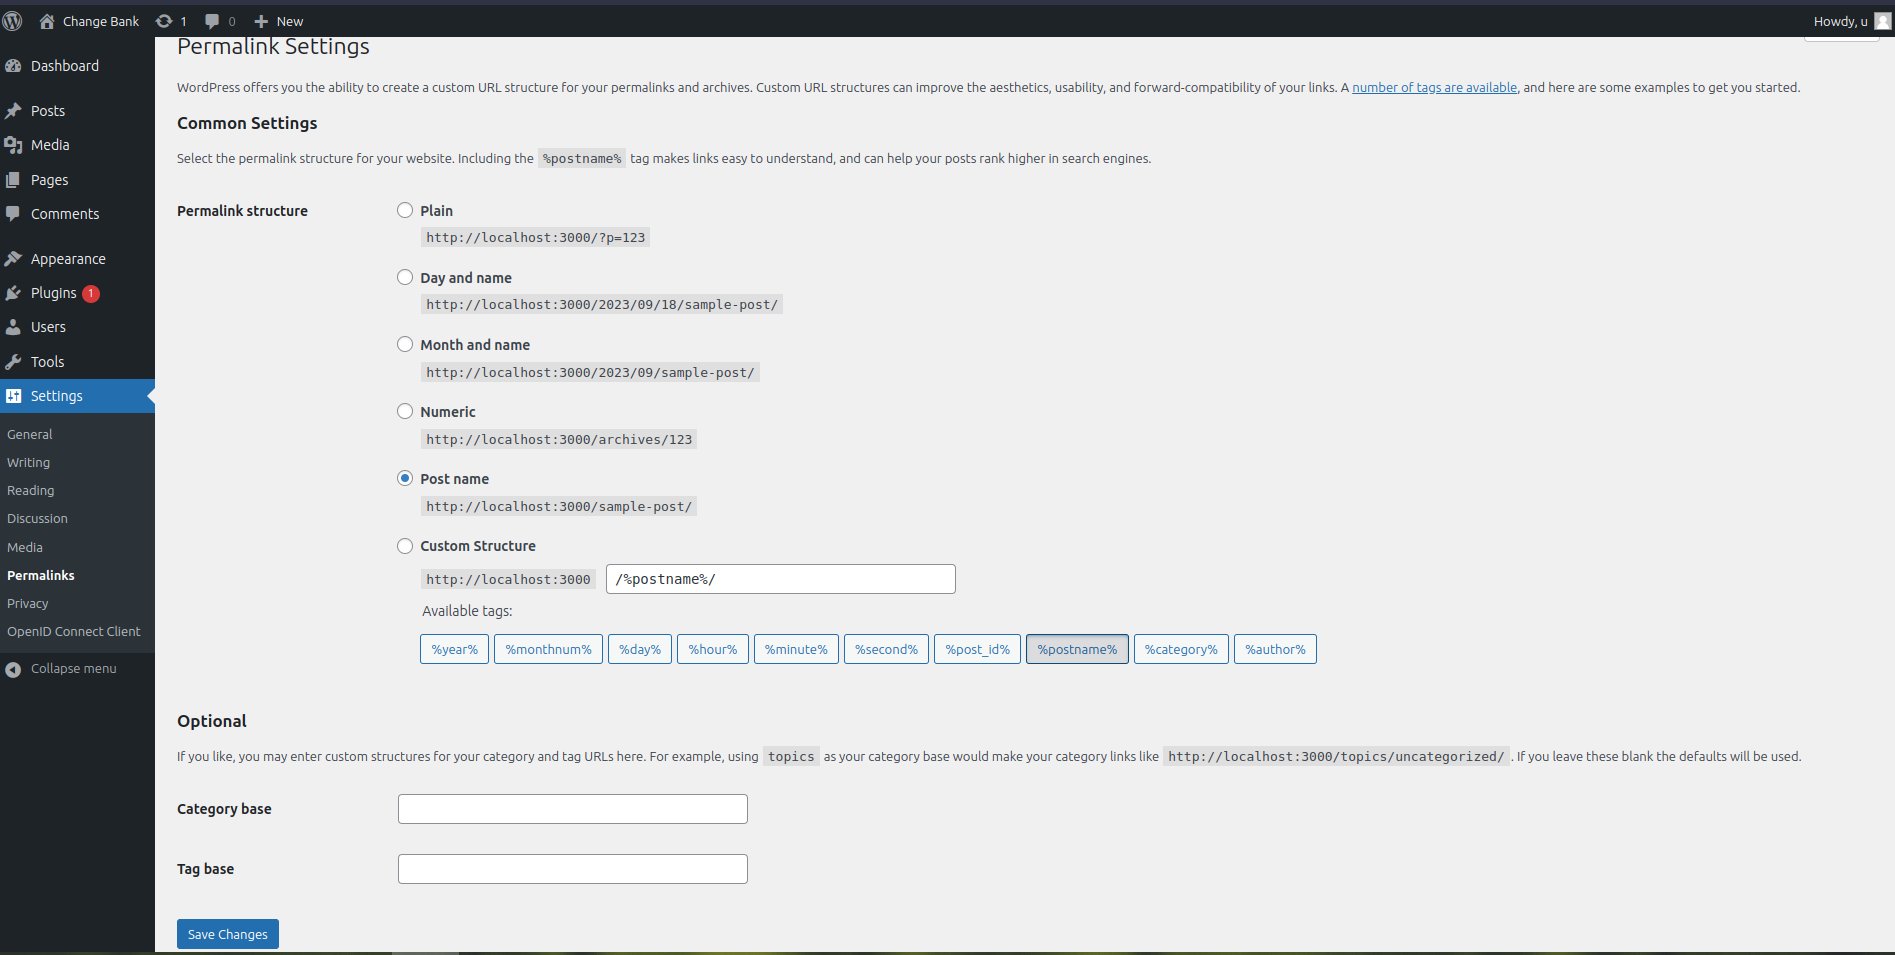 Change Bank 1 0 New Howdy, u
Dashboard
Posts
Media
Pages
Comments
Appearance
Plugins 1
Users
Tools
Settings
General
Writing
Reading
Discussion
Media
Permalinks
Privacy
OpenID Connect Client
Collapse menu
Permalink Settings
WordPress offers you the ability to create a custom URL structure for your permalinks and archives. Custom URL structures can improve the aesthetics, usability, and forward-compatibility of your links. A number of tags are available, and here are some examples to get you started.
Common Settings
Select the permalink structure for your website. Including the %postname% tag makes links easy to understand, and can help your posts rank higher in search engines.
Permalink structure
Plain
http://localhost:3000/?p=123
Day and name
http://localhost:3000/2023/09/18/sample-post/
Month and name
http://localhost:3000/2023/09/sample-post/
Numeric
http://localhost:3000/archives/123
Post name
http://localhost:3000/sample-post/
Custom Structure
http://localhost:3000 /%postname%/
Available tags:
%year% %monthnum% %day% %hour% %minute% %second% %post_id% %postname% %category% %author%
Optional
If you like, you may enter custom structures for your category and tag URLs here. For example, using topics as your category base would make your category links like http://localhost:3000/topics/uncategorized/ . If you leave these blank the defaults will be used.
Category base
Tag base
Save Changes